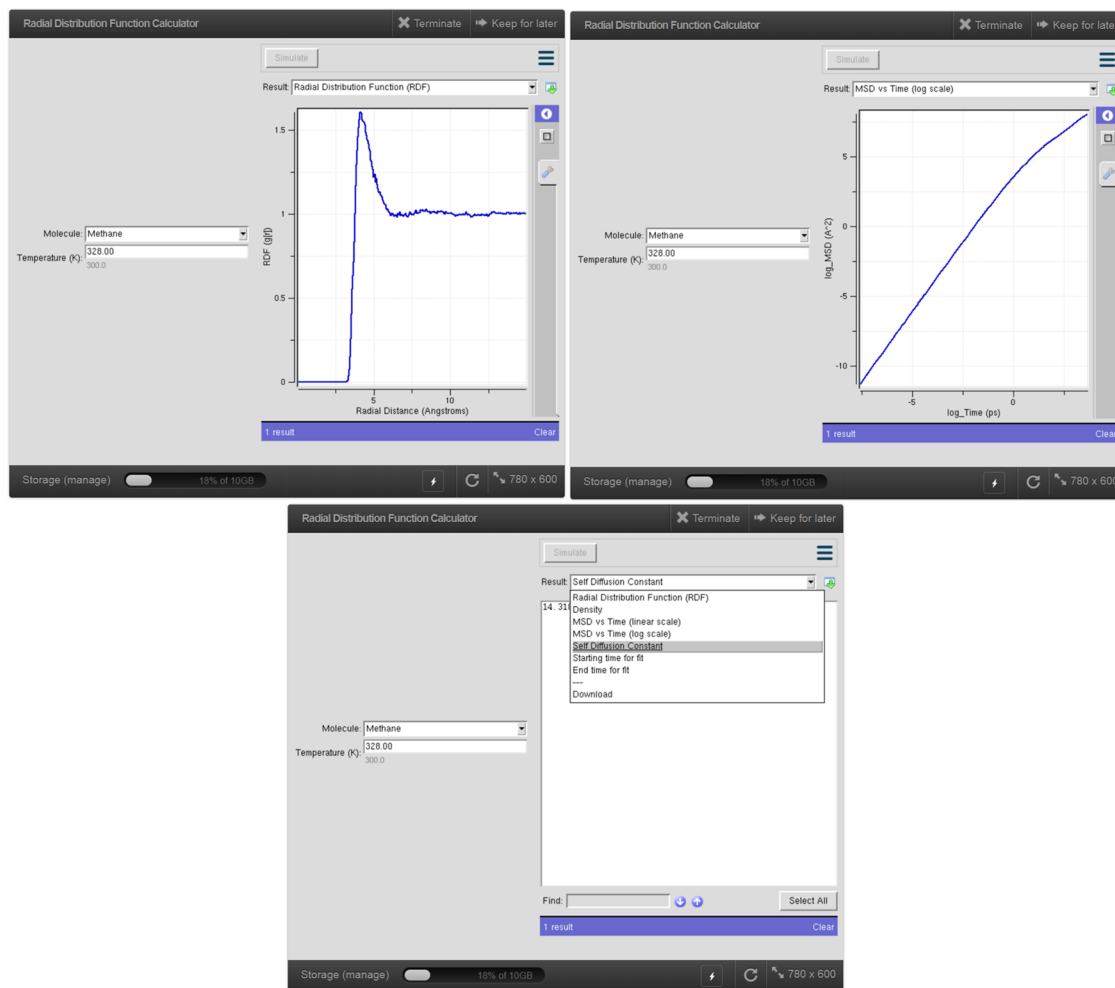 Radial Distribution Function Calculator
Terminate
Keep for later
Simulate
Result: Radial Distribution Function (RDF)
Molecule: Methane
Temperature (K): 328.00
300.0
RDF (g[r])
1.5
1
0.5
0
5
10
Radial Distance (Angstroms)
1 result
Clear
Storage (manage)
18% of 10GB
780 x 600
Radial Distribution Function Calculator
Terminate
Keep for later
Simulate
Result: MSD vs Time (log scale)
Molecule: Methane
Temperature (K): 328.00
300.0
log_MSD (A^2)
5
0
-5
-10
-5
0
log_Time (ps)
1 result
Clear
Storage (manage)
18% of 10GB
780 x 600
Radial Distribution Function Calculator
Terminate
Keep for later
Simulate
Result: Self Diffusion Constant
Radial Distribution Function (RDF)
Density
MSD vs Time (linear scale)
MSD vs Time (log scale)
Self Diffusion Constant
Starting time for fit
End time for fit
---
Download
Molecule: Methane
Temperature (K): 328.00
300.0
Find:
Select All
1 result
Clear
Storage (manage)
18% of 10GB
780 x 600